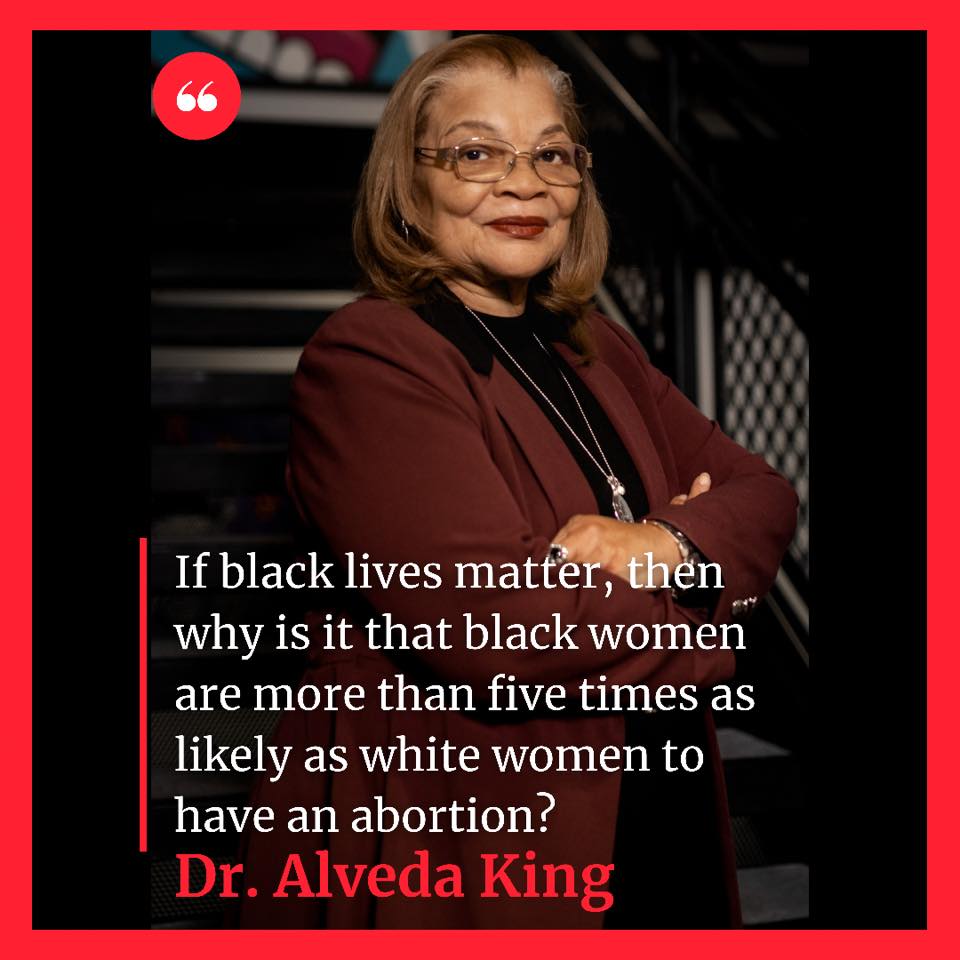 “
If black lives matter, then
why is it that black women
are more than five times as
likely as white women to
have an abortion?
Dr. Alveda King